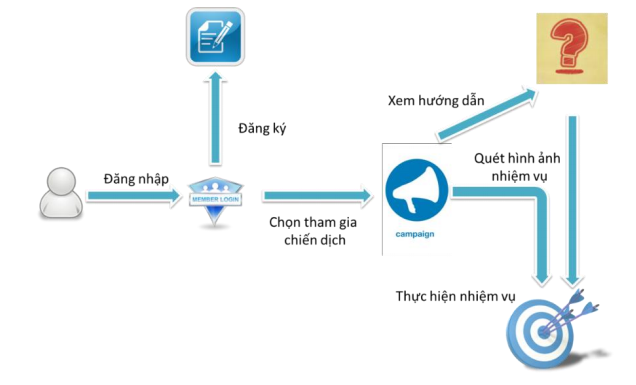 Đăng ký
Xem hướng dẫn
Đăng nhập
MEMBER LOGIN
Chọn tham gia
chiến dịch
campaign
Quét hình ảnh
nhiệm vụ
Thực hiện nhiệm vụ